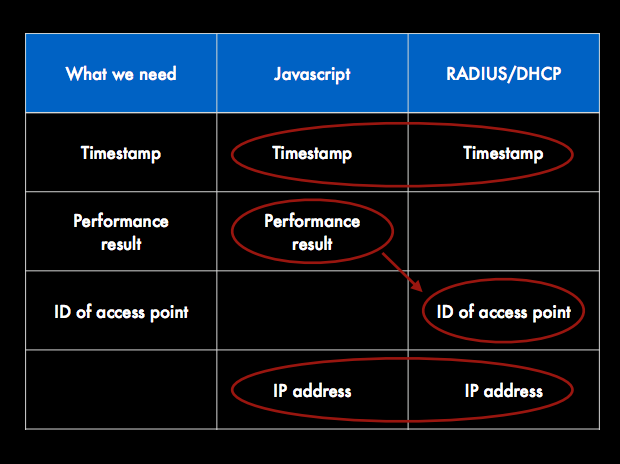 What we need
Javascript
RADIUS/DHCP
Timestamp
Timestamp
Timestamp
Performance
result
Performance
result
ID of access point
ID of access point
IP address
IP address